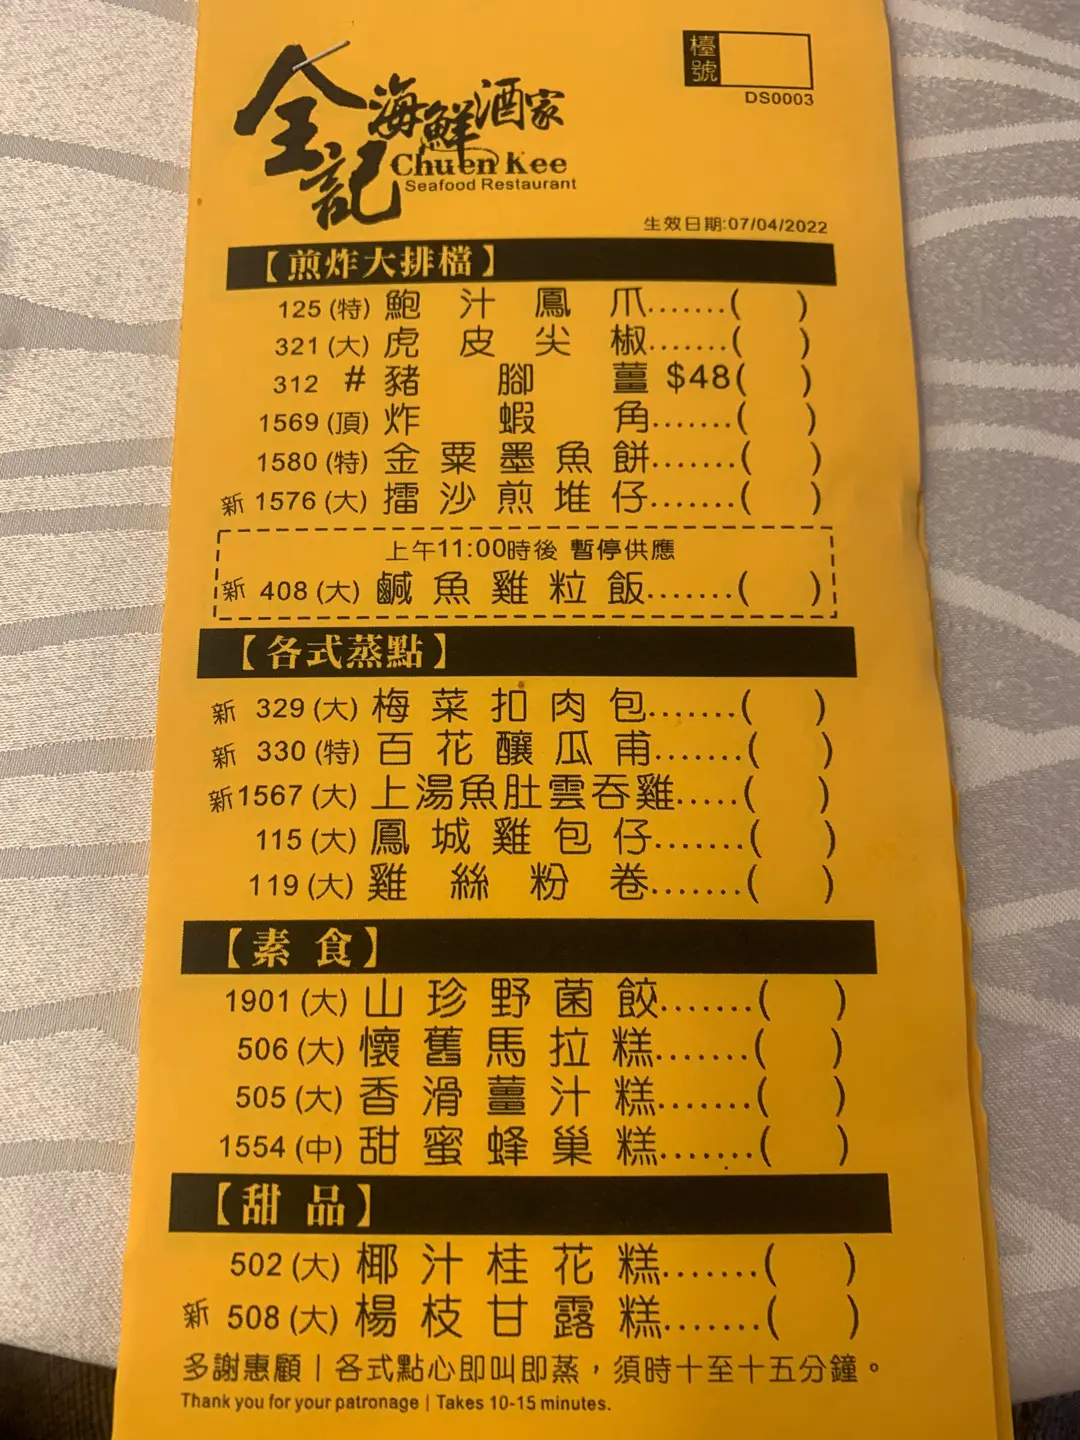 檯號
DS0003
全記海鮮酒家
Chuen Kee
Seafood Restaurant
生效日期:07/04/2022
【煎炸大排檔】
125 (特) 鮑汁鳳爪.......( )
321 (大) 虎皮尖椒.......( )
312 # 豬腳薑 $48( )
1569 (頂) 炸蝦角.......( )
1580 (特) 金粟墨魚餅.......( )
新 1576 (大) 擂沙煎堆仔.......( )
上午11:00時後 暫停供應
新 408 (大) 鹹魚雞粒飯.......( )
【各式蒸點】
新 329 (大) 梅菜扣肉包.......( )
新 330 (特) 百花釀瓜甫.......( )
新1567 (大) 上湯魚肚雲吞雞.....( )
115 (大) 鳳城雞包仔.......( )
119 (大) 雞絲粉卷.......( )
【素 食】
1901 (大) 山珍野菌餃.......( )
506 (大) 懷舊馬拉糕.......( )
505 (大) 香滑薑汁糕.......( )
1554 (中) 甜蜜蜂巢糕.......( )
【甜 品】
502 (大) 椰汁桂花糕.......( )
新 508 (大) 楊枝甘露糕.......( )
多謝惠顧 | 各式點心即叫即蒸，須時十至十五分鐘。
Thank you for your patronage | Takes 10-15 minutes.